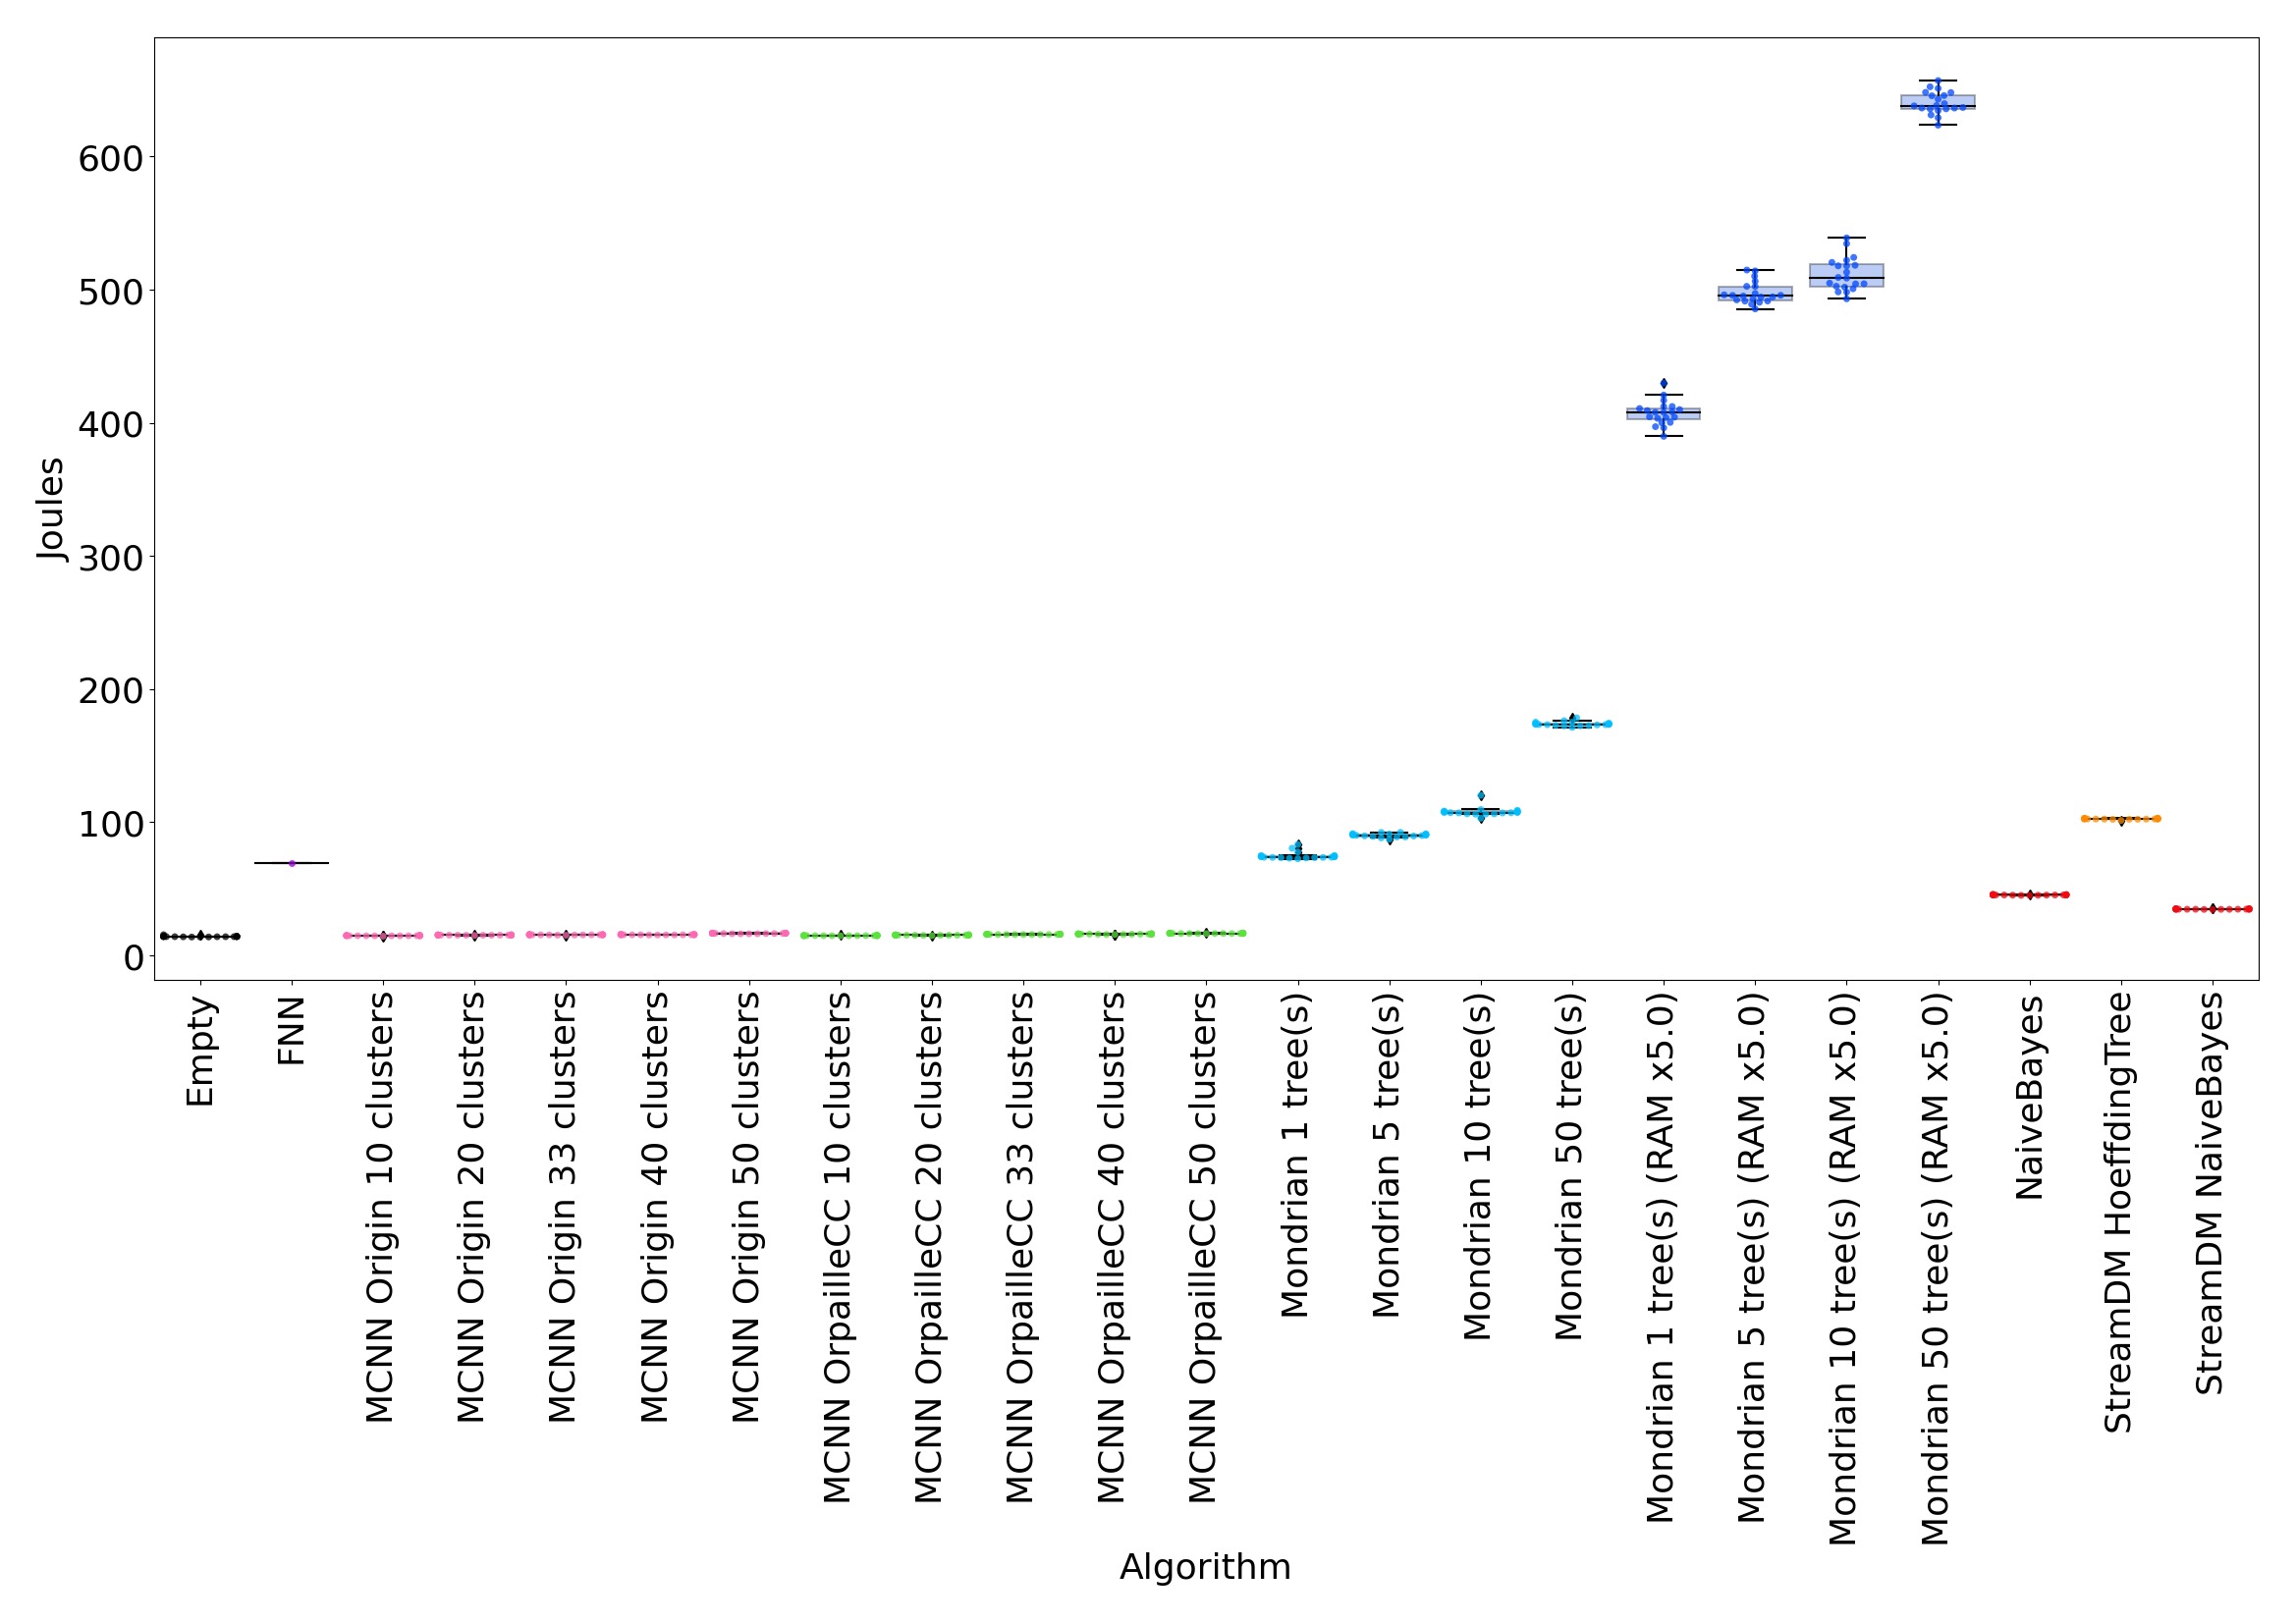 600
500
400
300
200
100
0
Joules
Empty
FNN
MCNN Origin 10 clusters
MCNN Origin 20 clusters
MCNN Origin 33 clusters
MCNN Origin 40 clusters
MCNN Origin 50 clusters
MCNN OrpailleCC 10 clusters
MCNN OrpailleCC 20 clusters
MCNN OrpailleCC 33 clusters
MCNN OrpailleCC 40 clusters
MCNN OrpailleCC 50 clusters
Mondrian 1 tree(s)
Mondrian 5 tree(s)
Mondrian 10 tree(s)
Mondrian 50 tree(s)
Mondrian 1 tree(s) (RAM x5.0)
Mondrian 5 tree(s) (RAM x5.0)
Mondrian 10 tree(s) (RAM x5.0)
Mondrian 50 tree(s) (RAM x5.0)
NaiveBayes
StreamDM HoeffdingTree
StreamDM NaiveBayes
Algorithm